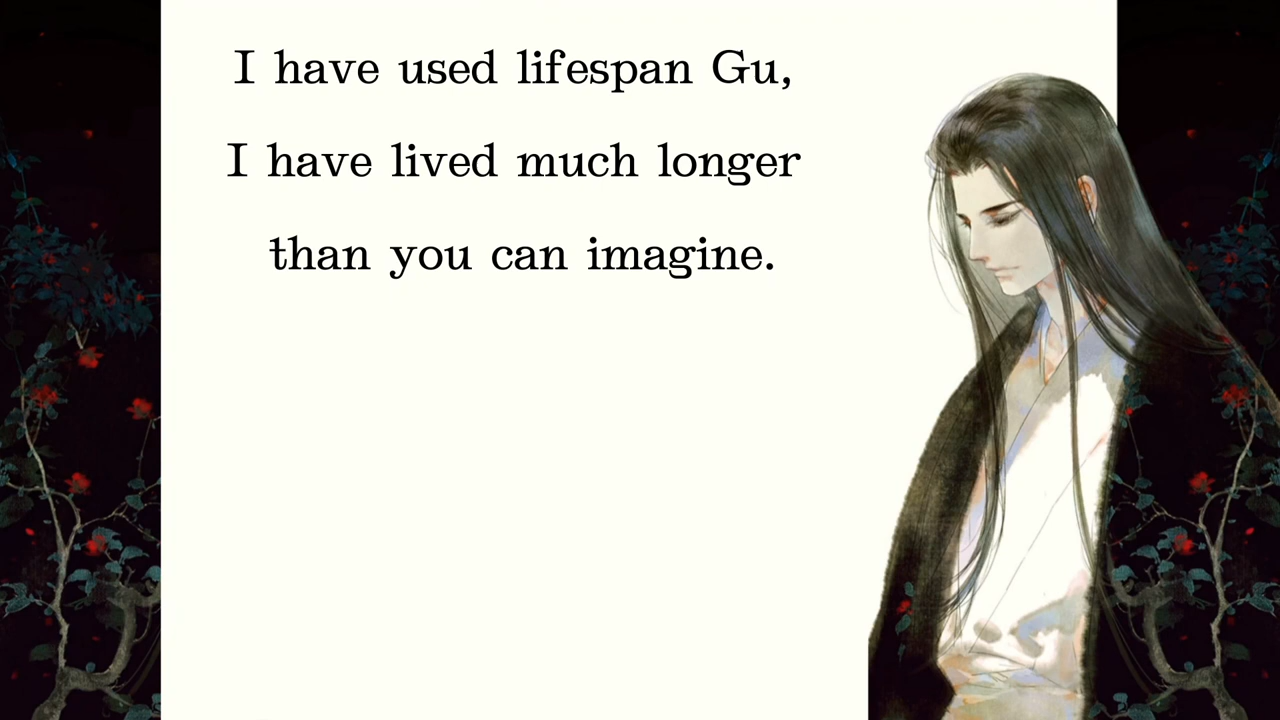 I have used lifespan Gu,
I have lived much longer
than you can imagine.